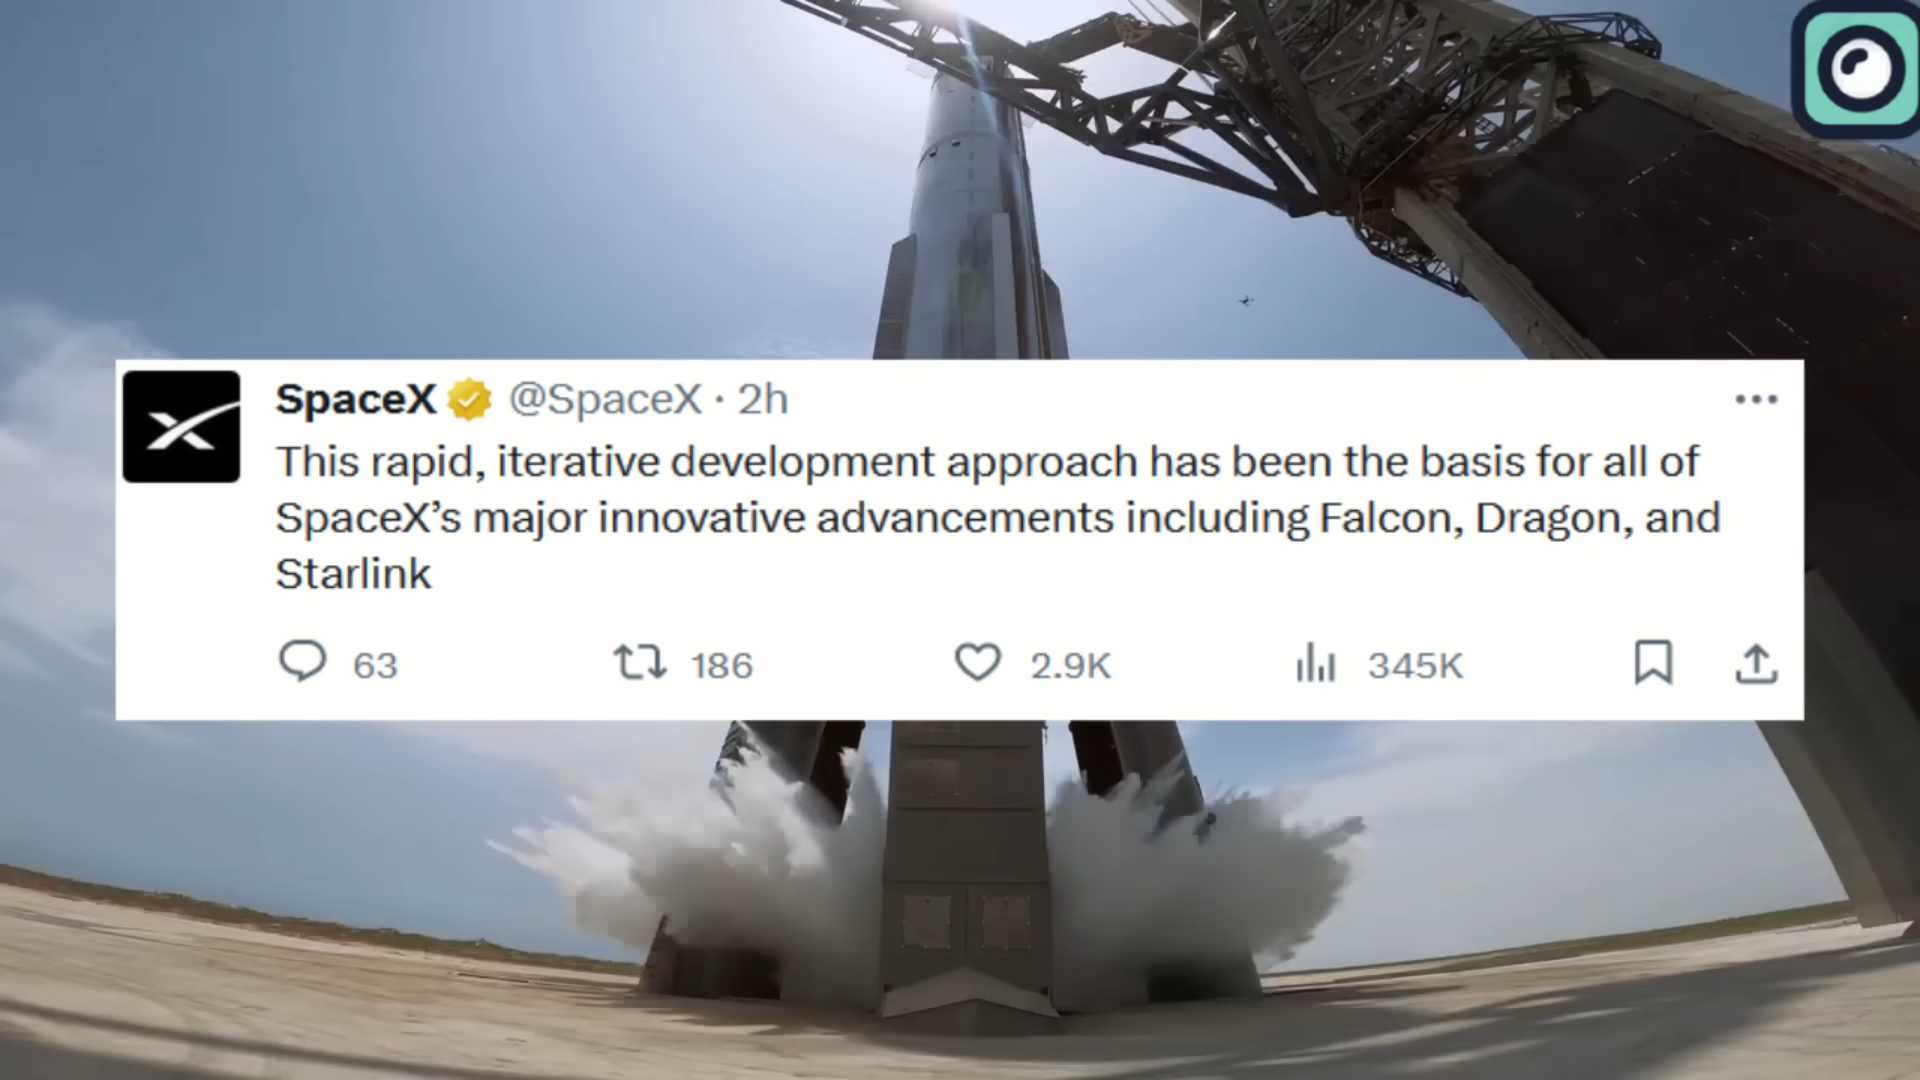 SpaceX @SpaceX · 2h
This rapid, iterative development approach has been the basis for all of
SpaceX’s major innovative advancements including Falcon, Dragon, and
Starlink
63 186 2.9K 345K